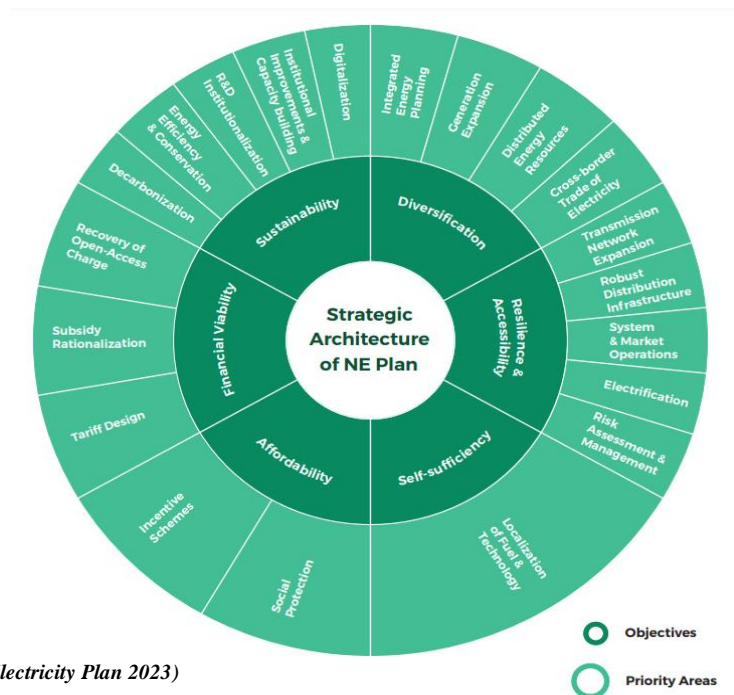 Strategic
Architecture
of NE Plan
Diversification
Resilience &
Accessibility
Self-sufficiency
Affordability
Financial Viability
Sustainability
Integrated
Energy
Planning
Generation
Expansion
Distributed
Energy
Resources
Cross-border
Trade of
Electricity
Transmission
Network
Expansion
Robust
Distribution
Infrastructure
System
& Market
Operations
Electrification
Risk
Assessment &
Management
Localization
of Fuel &
Technology
Social
Protection
Incentive
Schemes
Tariff Design
Subsidy
Rationalization
Recovery of
Open-Access
Charge
Decarbonization
Energy
Efficiency
& Conservation
R&D
Institutionalization
Institutional
Improvements &
Capacity building
Digitalization
Objectives
Priority Areas
lectricity Plan 2023)